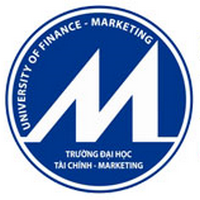 UNIVERSITY OF FINANCE - MARKETING
TRƯỜNG ĐẠI HỌC
TÀI CHÍNH - MARKETING